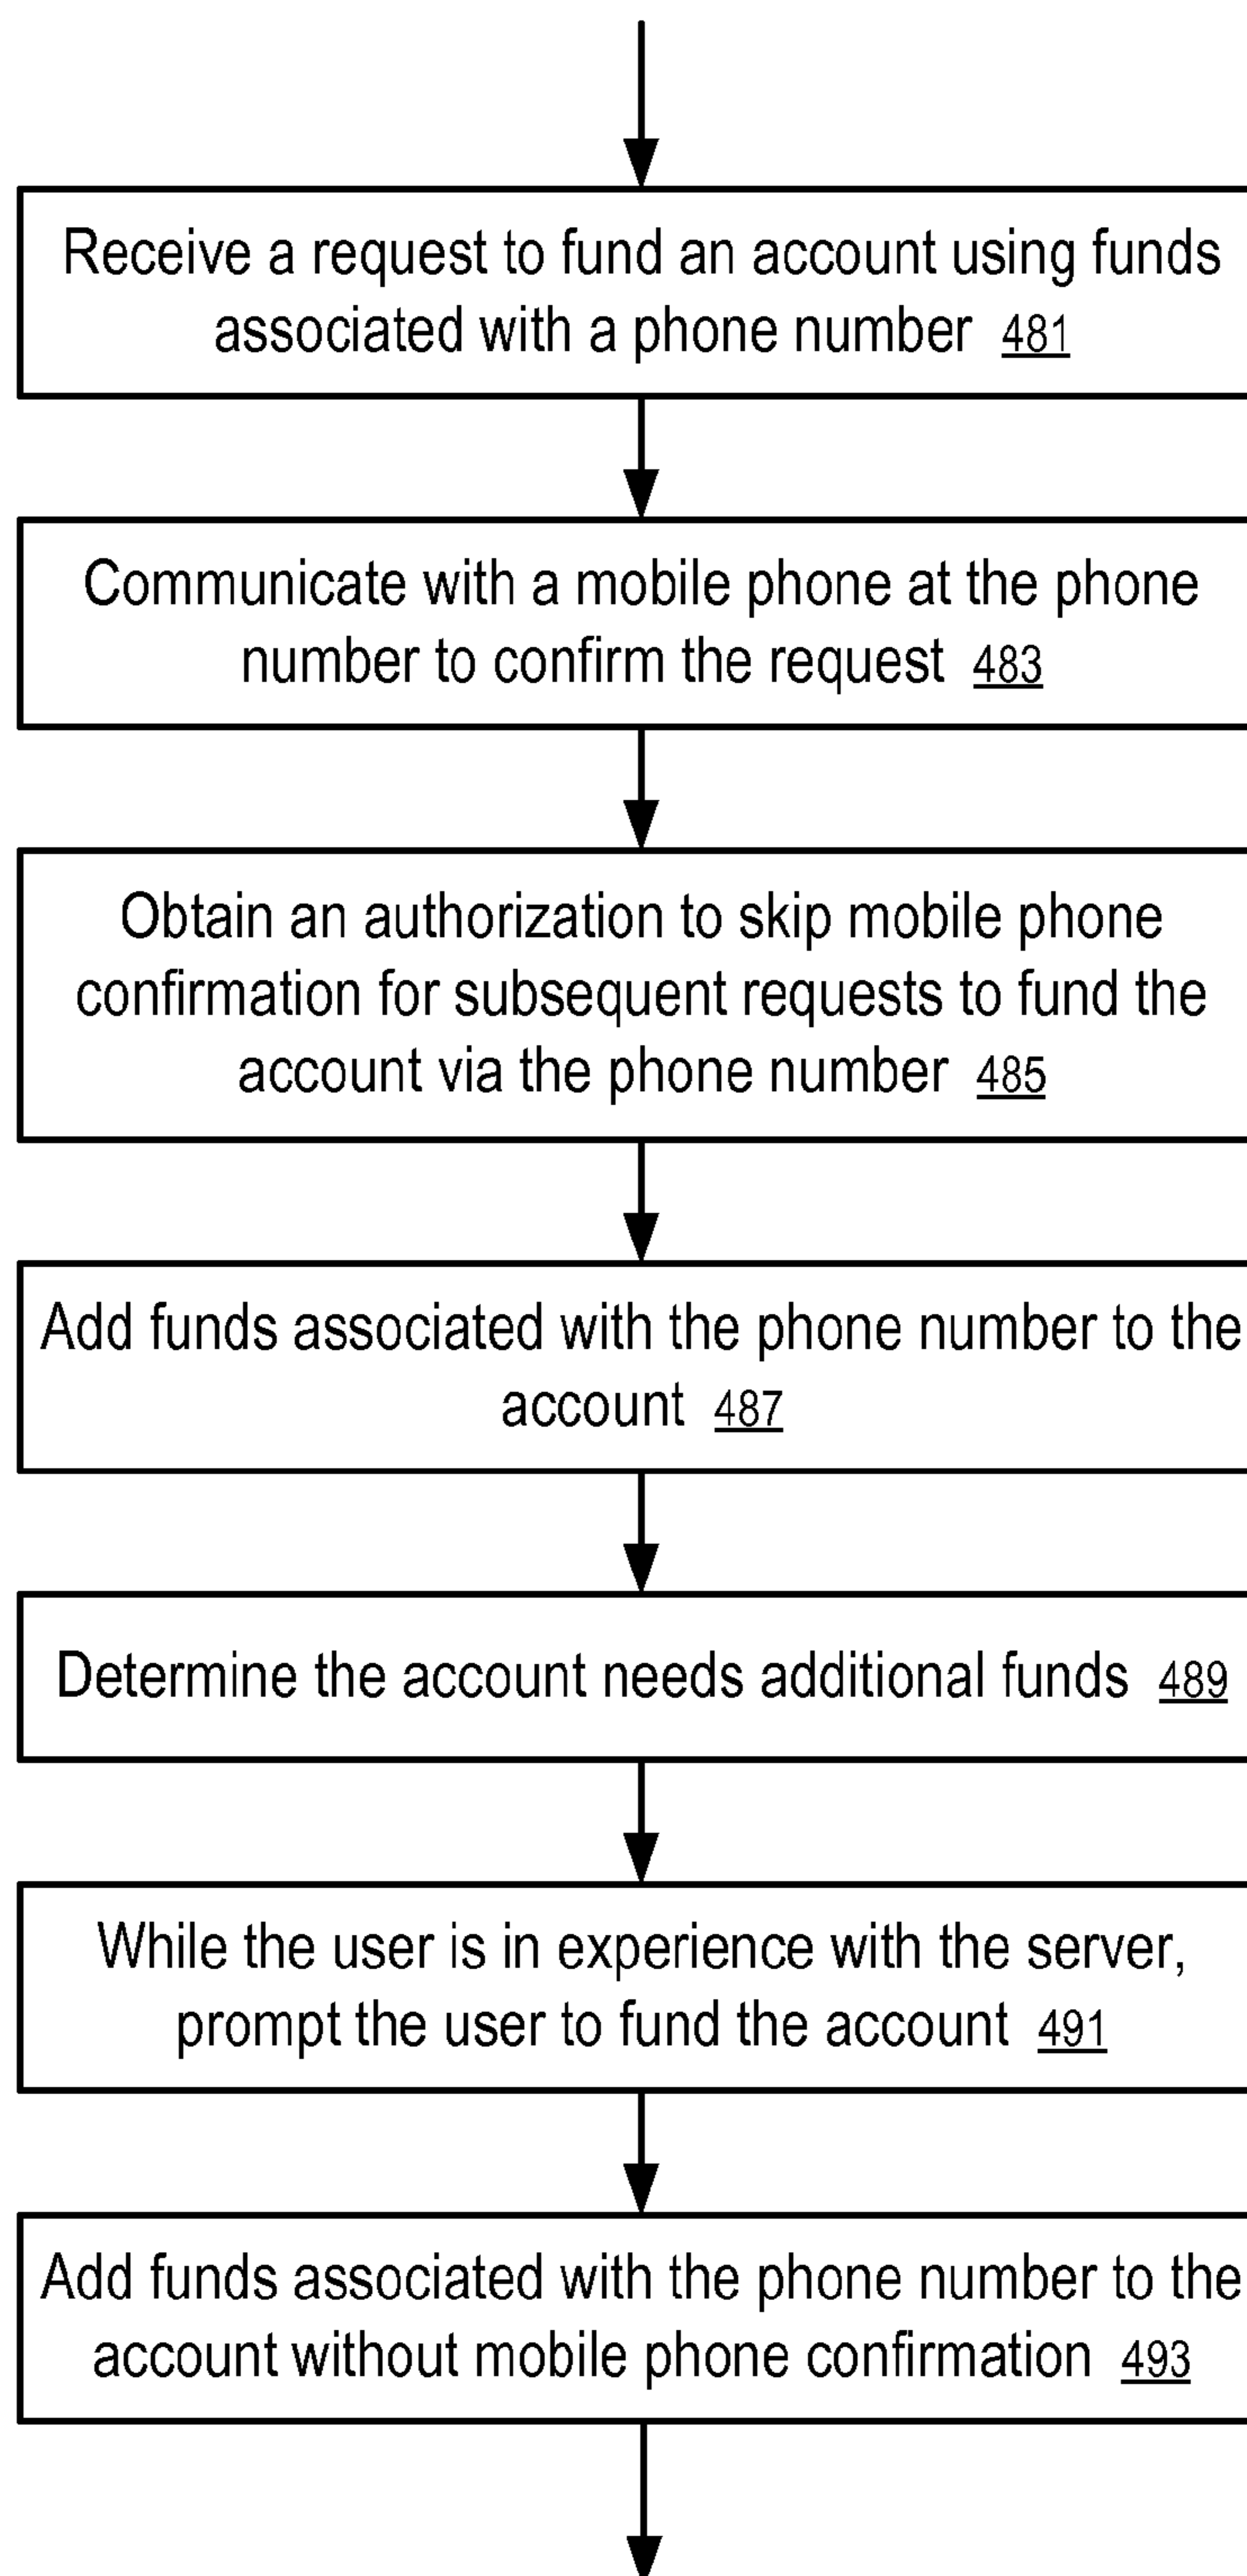 Receive a request to fund an account using funds
associated with a phone number 481
Communicate with a mobile phone at the phone
number to confirm the request 483
Obtain an authorization to skip mobile phone
confirmation for subsequent requests to fund the
account via the phone number 485
Add funds associated with the phone number to the
account 487
Determine the account needs additional funds 489
While the user is in experience with the server,
prompt the user to fund the account 491
Add funds associated with the phone number to the
account without mobile phone confirmation 493